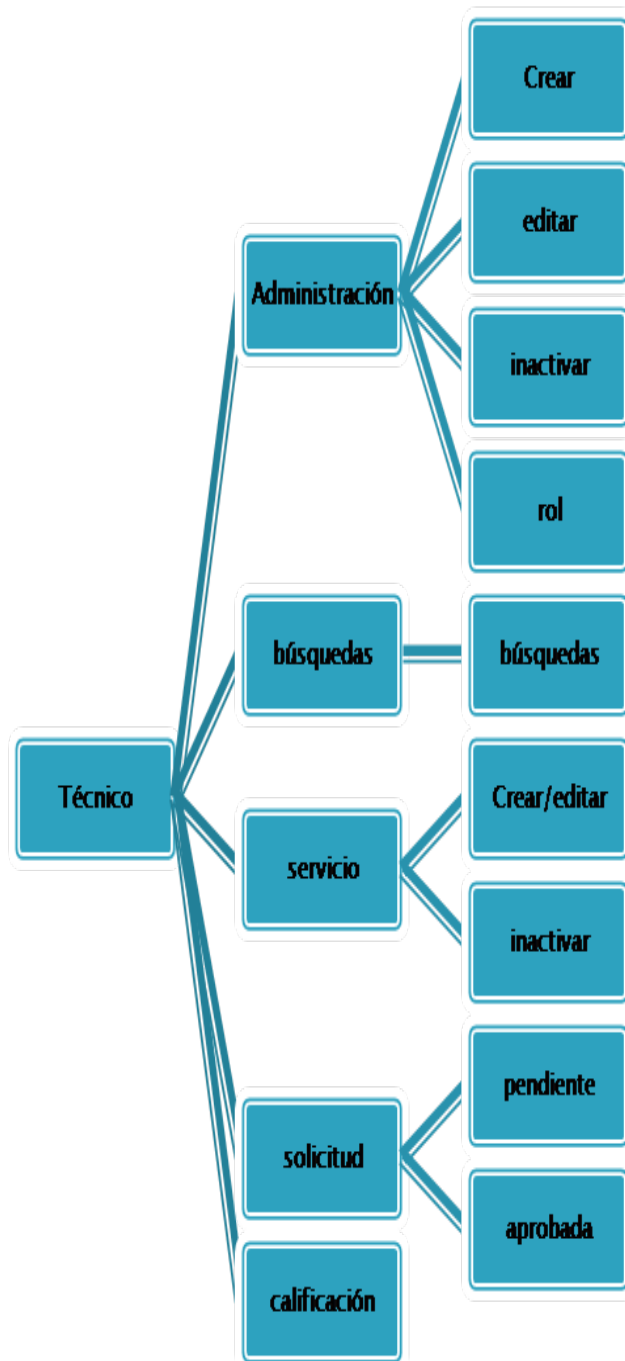 Técnico
Administración
Crear
editar
inactivar
rol
búsquedas
búsquedas
servicio
Crear/editar
inactivar
solicitud
pendiente
aprobada
calificación